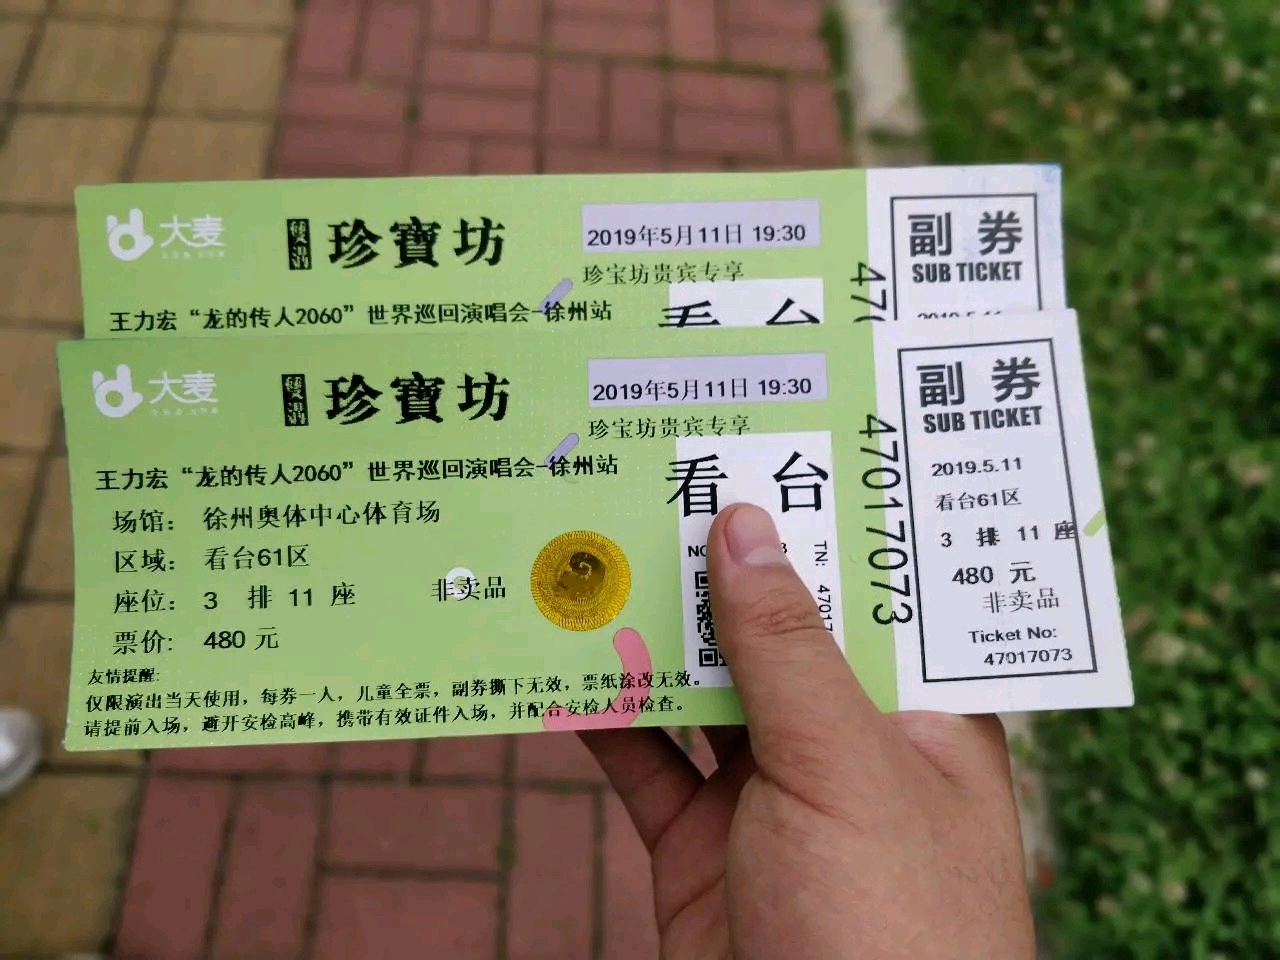 大麦
雙溝
珍寶坊
2019年5月11日 19:30
珍宝坊贵宾专享
王力宏“龙的传人2060”世界巡回演唱会-徐州站
看 台
副 券
SUB TICKET
大麦
雙溝
珍寶坊
2019年5月11日 19:30
珍宝坊贵宾专享
王力宏“龙的传人2060”世界巡回演唱会-徐州站
看 台
场馆： 徐州奥体中心体育场
区域： 看台61区
座位： 3 排 11 座 非卖品
票价: 480 元
友情提醒:
仅限演出当天使用，每券一人，儿童全票，副券撕下无效，票纸涂改无效。
请提前入场，避开安检高峰，携带有效证件入场，并配合安检人员检查。
47017073
副 券
SUB TICKET
2019.5.11
看台61区
3 排 11 座
480 元
非卖品
Ticket No:
47017073